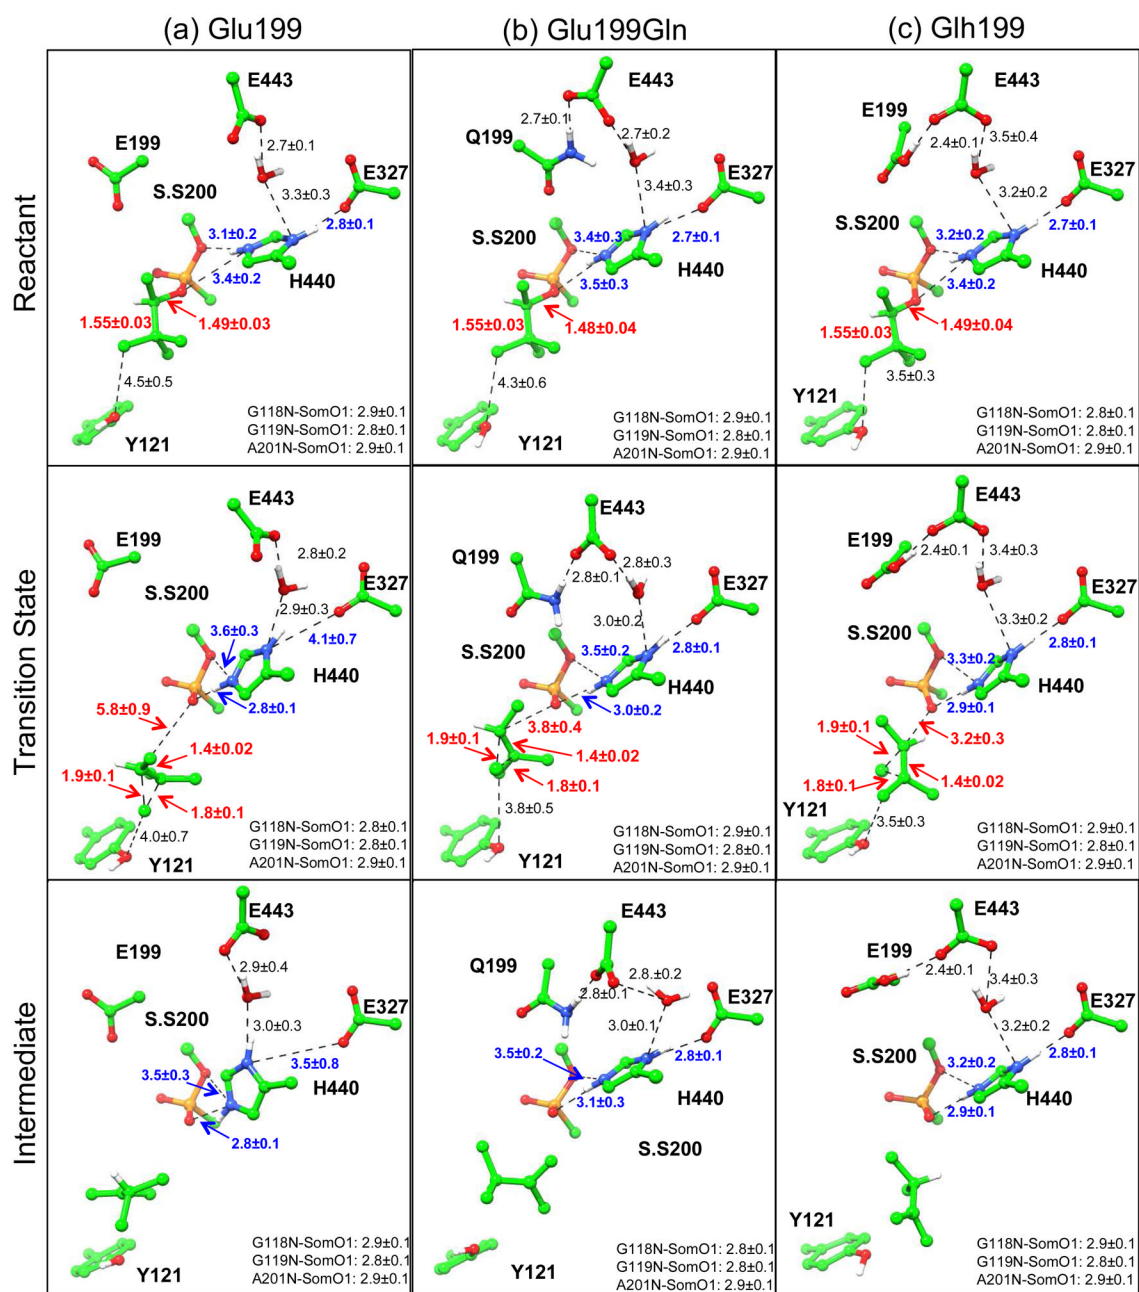 (a) Glu199
(b) Glu199Gln
(c) Glh199
Reactant
E443
2.7±0.1
E199
S.S200
3.3±0.3
E327
3.1±0.2
2.8±0.1
3.4±0.2
H440
1.55±0.03
1.49±0.03
4.5±0.5
Y121
G118N-SomO1: 2.9±0.1
G119N-SomO1: 2.8±0.1
A201N-SomO1: 2.9±0.1
E443
2.7±0.1
2.7±0.2
Q199
3.4±0.3
E327
S.S200
3.4±0.3
2.7±0.1
3.5±0.3
H440
1.55±0.03
1.48±0.04
4.3±0.6
Y121
G118N-SomO1: 2.9±0.1
G119N-SomO1: 2.8±0.1
A201N-SomO1: 2.9±0.1
E443
E199
2.4±0.1
3.5±0.4
E327
3.2±0.2
S.S200
3.2±0.2
2.7±0.1
3.4±0.2
H440
1.55±0.03
1.49±0.04
3.5±0.3
Y121
G118N-SomO1: 2.8±0.1
G119N-SomO1: 2.8±0.1
A201N-SomO1: 2.9±0.1
Transition State
E443
E199
2.8±0.2
S.S200
E327
2.9±0.3
3.6±0.3
4.1±0.7
H440
2.8±0.1
5.8±0.9
1.4±0.02
1.9±0.1
1.8±0.1
4.0±0.7
Y121
G118N-SomO1: 2.8±0.1
G119N-SomO1: 2.8±0.1
A201N-SomO1: 2.9±0.1
E443
Q199
2.8±0.1
2.8±0.3
E327
3.0±0.2
S.S200
3.5±0.2
2.8±0.1
H440
3.0±0.2
3.8±0.4
1.9±0.1
1.4±0.02
1.8±0.1
3.8±0.5
Y121
G118N-SomO1: 2.9±0.1
G119N-SomO1: 2.8±0.1
A201N-SomO1: 2.9±0.1
E443
E199
2.4±0.1
3.4±0.3
E327
3.3±0.2
S.S200
3.3±0.2
2.8±0.1
H440
2.9±0.1
1.9±0.1
3.2±0.3
1.8±0.1
1.4±0.02
Y121
3.5±0.3
G118N-SomO1: 2.9±0.1
G119N-SomO1: 2.8±0.1
A201N-SomO1: 2.9±0.1
Intermediate
E443
E199
2.9±0.4
S.S200
E327
3.0±0.3
3.5±0.8
3.5±0.3
H440
2.8±0.1
Y121
G118N-SomO1: 2.9±0.1
G119N-SomO1: 2.8±0.1
A201N-SomO1: 2.9±0.1
E443
Q199
2.8.±0.2
2.8±0.1
E327
3.0±0.1
3.5±0.2
2.8±0.1
3.1±0.3
H440
S.S200
Y121
G118N-SomO1: 2.8±0.1
G119N-SomO1: 2.8±0.1
A201N-SomO1: 2.9±0.1
E443
E199
2.4±0.1
3.4±0.3
E327
3.2±0.2
S.S200
3.2±0.2
2.8±0.1
H440
2.9±0.1
Y121
G118N-SomO1: 2.9±0.1
G119N-SomO1: 2.8±0.1
A201N-SomO1: 2.9±0.1